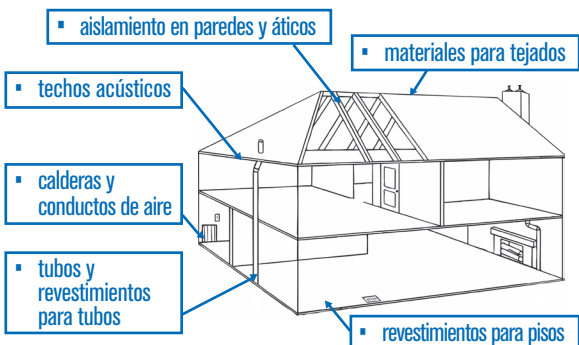 ▪ aislamiento en paredes y áticos
▪ materiales para tejados
▪ techos acústicos
▪ calderas y
conductos de aire
▪ tubos y
revestimientos
para tubos
▪ revestimientos para pisos